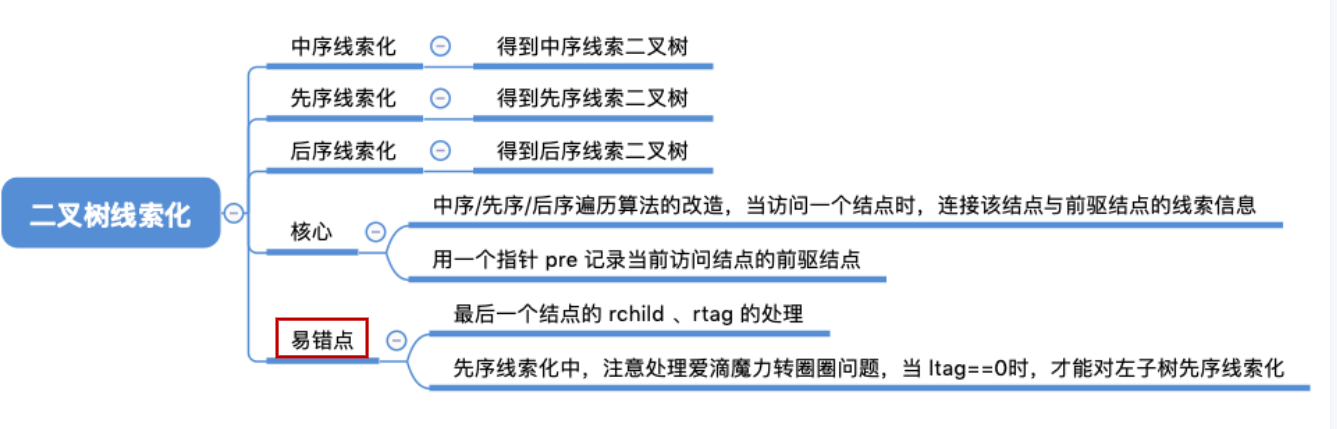 中序线索化
得到中序线索二叉树
先序线索化
得到先序线索二叉树
后序线索化
得到后序线索二叉树
二叉树线索化
核心
中序/先序/后序遍历算法的改造，当访问一个结点时，连接该结点与前驱结点的线索信息
用一个指针 pre 记录当前访问结点的前驱结点
易错点
最后一个结点的 rchild 、rtag 的处理
先序线索化中，注意处理爱滴魔力转圈圈问题，当 ltag==0时，才能对左子树先序线索化